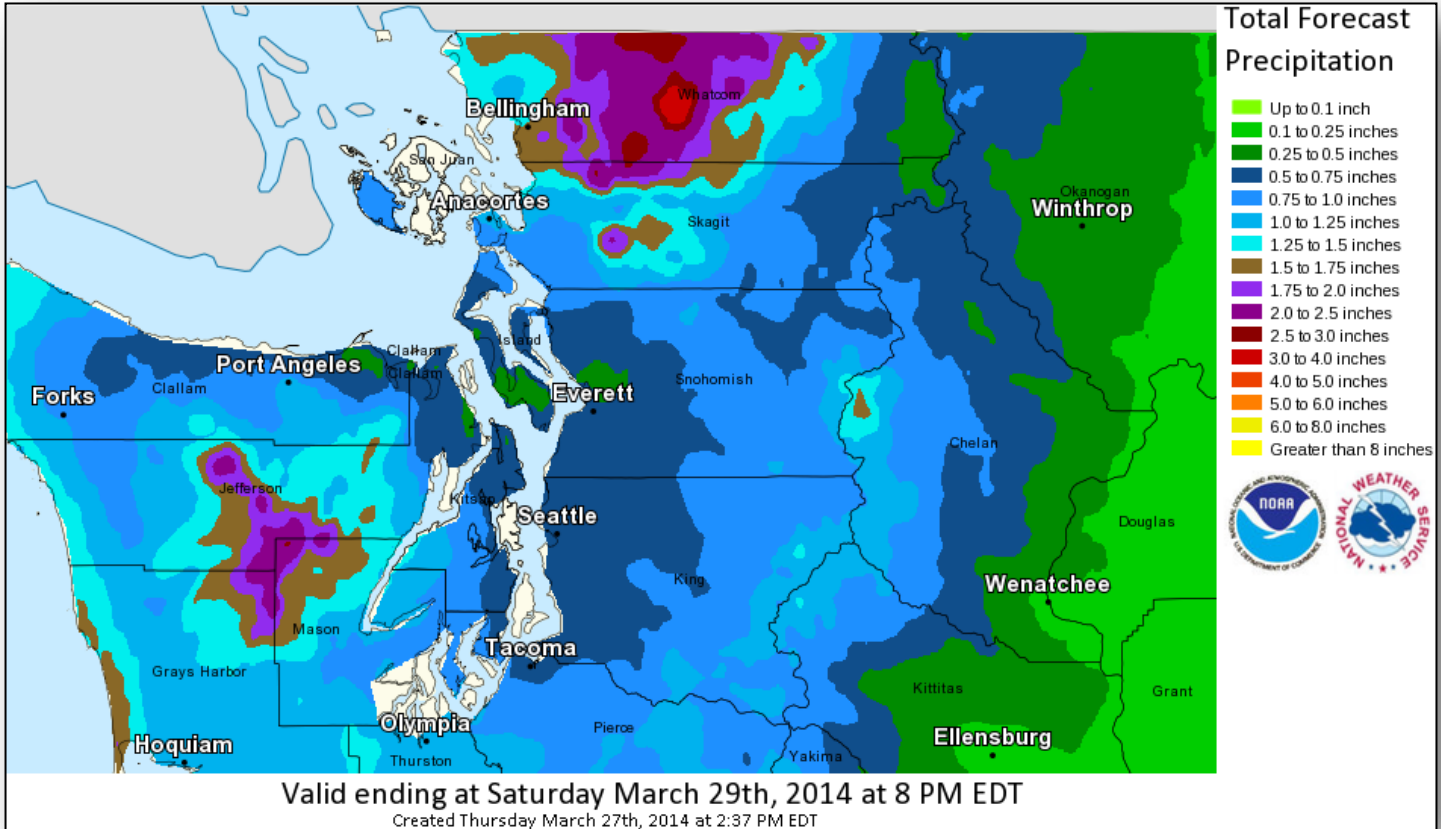 Total Forecast
Precipitation
Up to 0.1 inch
0.1 to 0.25 inches
0.25 to 0.5 inches
0.5 to 0.75 inches
0.75 to 1.0 inches
1.0 to 1.25 inches
1.25 to 1.5 inches
1.5 to 1.75 inches
1.75 to 2.0 inches
2.0 to 2.5 inches
2.5 to 3.0 inches
3.0 to 4.0 inches
4.0 to 5.0 inches
5.0 to 6.0 inches
6.0 to 8.0 inches
Greater than 8 inches
NATIONAL OCEANIC AND ATMOSPHERIC ADMINISTRATION
NOAA
U.S. DEPARTMENT OF COMMERCE
NATIONAL WEATHER SERVICE
Whatcom
Bellingham
San Juan
Okanogan
Anacortes
Winthrop
Skagit
Island
Clallam
Port Angeles
Clallam
Clallam
Snohomish
Forks
Everett
Chelan
Jefferson
Kitsap
Seattle
Douglas
King
Wenatchee
Mason
Tacoma
Grays Harbor
Kittitas
Grant
Olympia
Pierce
Hoquiam
Ellensburg
Thurston
Yakima
Valid ending at Saturday March 29th, 2014 at 8 PM EDT
Created Thursday March 27th, 2014 at 2:37 PM EDT